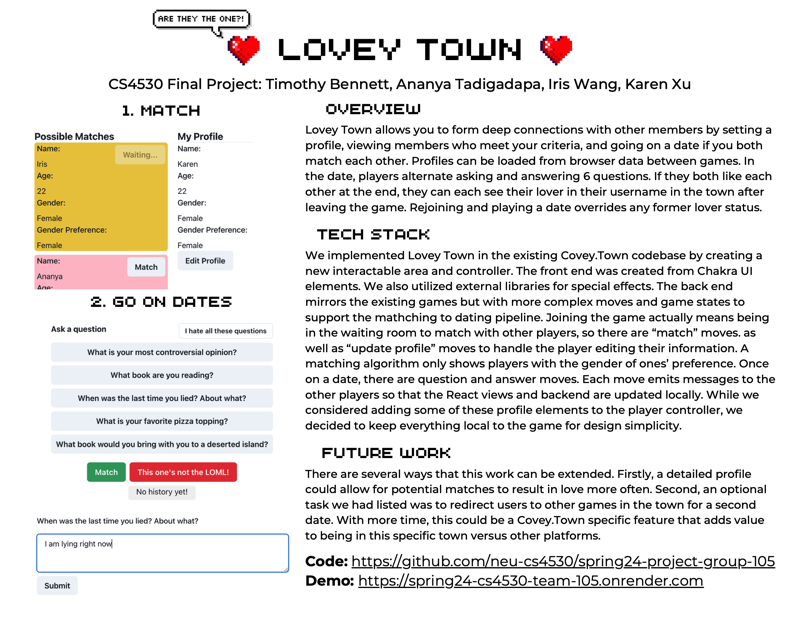 ARE THEY THE ONE?!
LOVEY TOWN
CS4530 Final Project: Timothy Bennett, Ananya Tadigadapa, Iris Wang, Karen Xu
1. MATCH
Possible Matches
Name:
Waiting...
Iris
Age:
22
Gender:
Female
Gender Preference:
Female
Name:
Match
Ananya
Age:
My Profile
Name:
Karen
Age:
22
Gender:
Female
Gender Preference:
Female
Edit Profile
2. GO ON DATES
Ask a question
I hate all these questions
What is your most controversial opinion?
What book are you reading?
When was the last time you lied? About what?
What is your favorite pizza topping?
What book would you bring with you to a deserted island?
Match
This one's not the LOML!
No history yet!
When was the last time you lied? About what?
I am lying right now
Submit
OVERVIEW
Lovey Town allows you to form deep connections with other members by setting a
profile, viewing members who meet your criteria, and going on a date if you both
match each other. Profiles can be loaded from browser data between games. In
the date, players alternate asking and answering 6 questions. If they both like each
other at the end, they can each see their lover in their username in the town after
leaving the game. Rejoining and playing a date overrides any former lover status.
TECH STACK
We implemented Lovey Town in the existing Covey.Town codebase by creating a
new interactable area and controller. The front end was created from Chakra UI
elements. We also utilized external libraries for special effects. The back end
mirrors the existing games but with more complex moves and game states to
support the mathching to dating pipeline. Joining the game actually means being
in the waiting room to match with other players, so there are “match” moves. as
well as “update profile” moves to handle the player editing their information. A
matching algorithm only shows players with the gender of ones’ preference. Once
on a date, there are question and answer moves. Each move emits messages to the
other players so that the React views and backend are updated locally. While we
considered adding some of these profile elements to the player controller, we
decided to keep everything local to the game for design simplicity.
FUTURE WORK
There are several ways that this work can be extended. Firstly, a detailed profile
could allow for potential matches to result in love more often. Second, an optional
task we had listed was to redirect users to other games in the town for a second
date. With more time, this could be a Covey.Town specific feature that adds value
to being in this specific town versus other platforms.
Code: https://github.com/neu-cs4530/spring24-project-group-105
Demo: https://spring24-cs4530-team-105.onrender.com